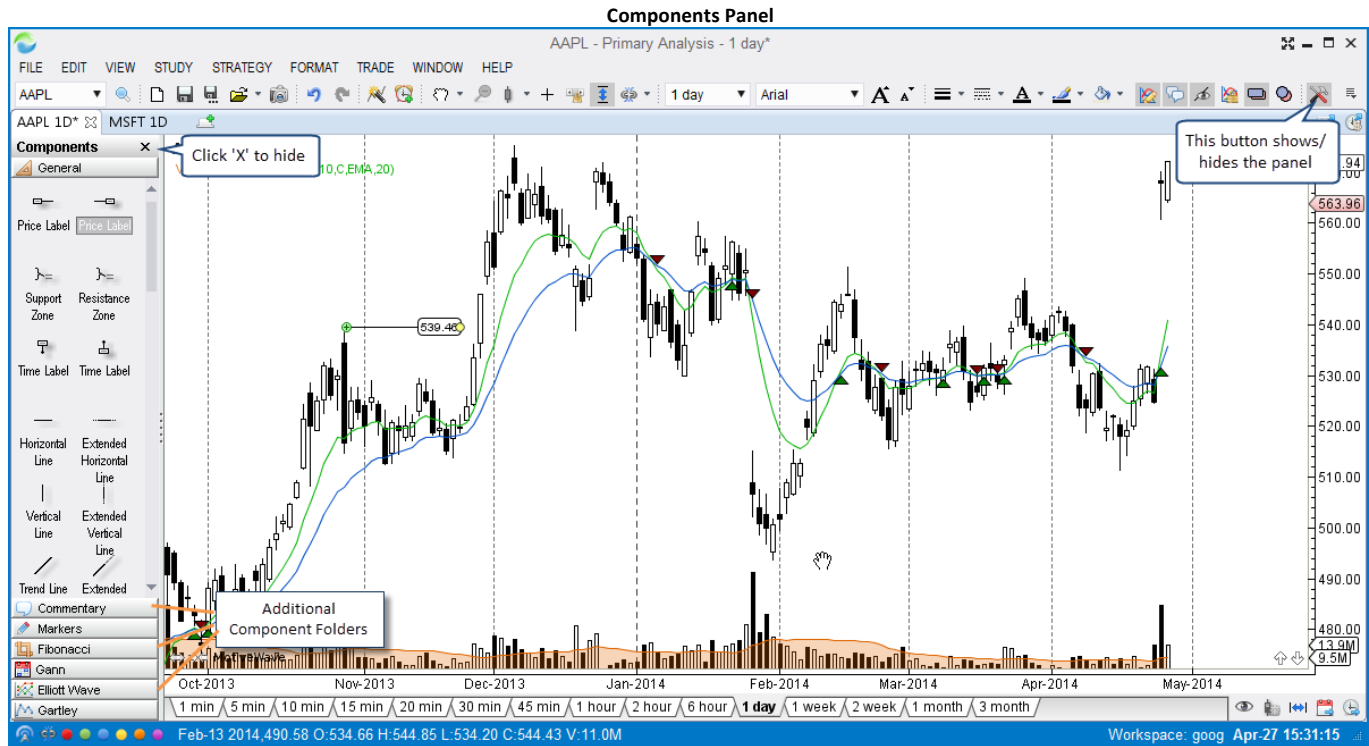 Components Panel
AAPL - Primary Analysis - 1 day*
FILE EDIT VIEW STUDY STRATEGY FORMAT TRADE WINDOW HELP
AAPL 1 day Arial A A A
AAPL 1D* MSFT 1D
Components X
Click 'X' to hide
This button shows/
hides the panel
General
10,C,EMA,20)
.94
563.96
560.00
550.00
540.00
530.00
520.00
510.00
500.00
490.00
480.00
13.9M
9.5M
539.46
Price Label Price Label
Support Resistance
Zone Zone
Time Label Time Label
Horizontal Extended
Line Horizontal
Line
Vertical Extended
Line Vertical
Line
Trend Line Extended
Commentary
Markers
Fibonacci
Gann
Elliott Wave
Gartley
Additional
Component Folders
MotiveWave
Oct-2013 Nov-2013 Dec-2013 Jan-2014 Feb-2014 Mar-2014 Apr-2014 May-2014
1 min 5 min 10 min 15 min 20 min 30 min 45 min 1 hour 2 hour 6 hour 1 day 1 week 2 week 1 month 3 month
Feb-13 2014,490.58 O:534.66 H:544.85 L:534.20 C:544.43 V:11.0M Workspace: goog Apr-27 15:31:15